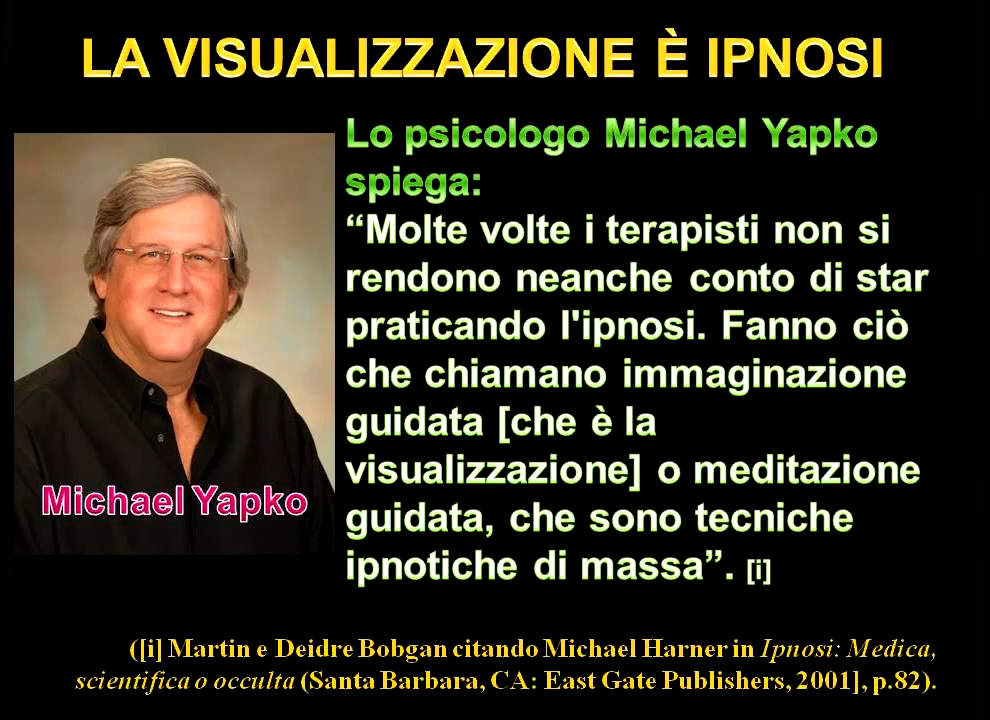 LA VISUALIZZAZIONE È IPNOSI
Lo psicologo Michael Yapko
spiega:
“Molte volte i terapisti non si
rendono neanche conto di star
praticando l'ipnosi. Fanno ciò
che chiamano immaginazione
guidata [che è la
visualizzazione] o meditazione
guidata, che sono tecniche
ipnotiche di massa”. [i]
Michael Yapko
([i] Martin e Deidre Bobgan citando Michael Harner in Ipnosi: Medica,
scientifica o occulta (Santa Barbara, CA: East Gate Publishers, 2001], p.82).